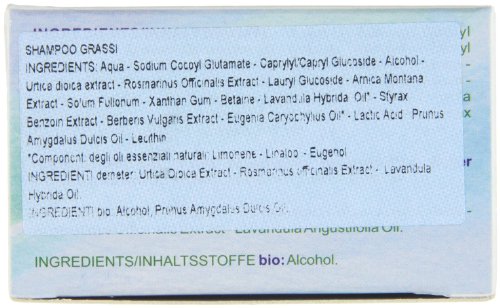 INGREDIENTS/INH
SHAMPOO GRASSI
INGREDIENTS: Aqua - Sodium Cocoyl Glutamate - Caprylyl/Capryl Glucoside - Alcohol -
Urtica dioica extract - Rosmarinus Officinalis Extract - Lauryl Glucoside - Arnica Montana
Extract - Solum Fullonum - Xanthan Gum - Betaine - Lavandula Hybrida Oil* - Styrax
Benzoin Extract - Berberis Vulgaris Extract - Eugenia Caryophyllus Oil* - Lactic Acid - Prunus
Amygdalus Dulcis Oil - Lecithin
*Componenti degli oli essenziali naturali: Limonene - Linalool - Eugenol
INGREDIENTI demeter: Urtica Dioica Extract - Rosmarinus officinalis Extract - Lavandula
Hybrida Oil.
INGREDIENTI bio: Alcohol, Prunus Amygdalus Dulcis Oil.
Officinalis Extract - Lavandula Angustifolia Oil.
INGREDIENTS/INHALTSSTOFFE bio: Alcohol.